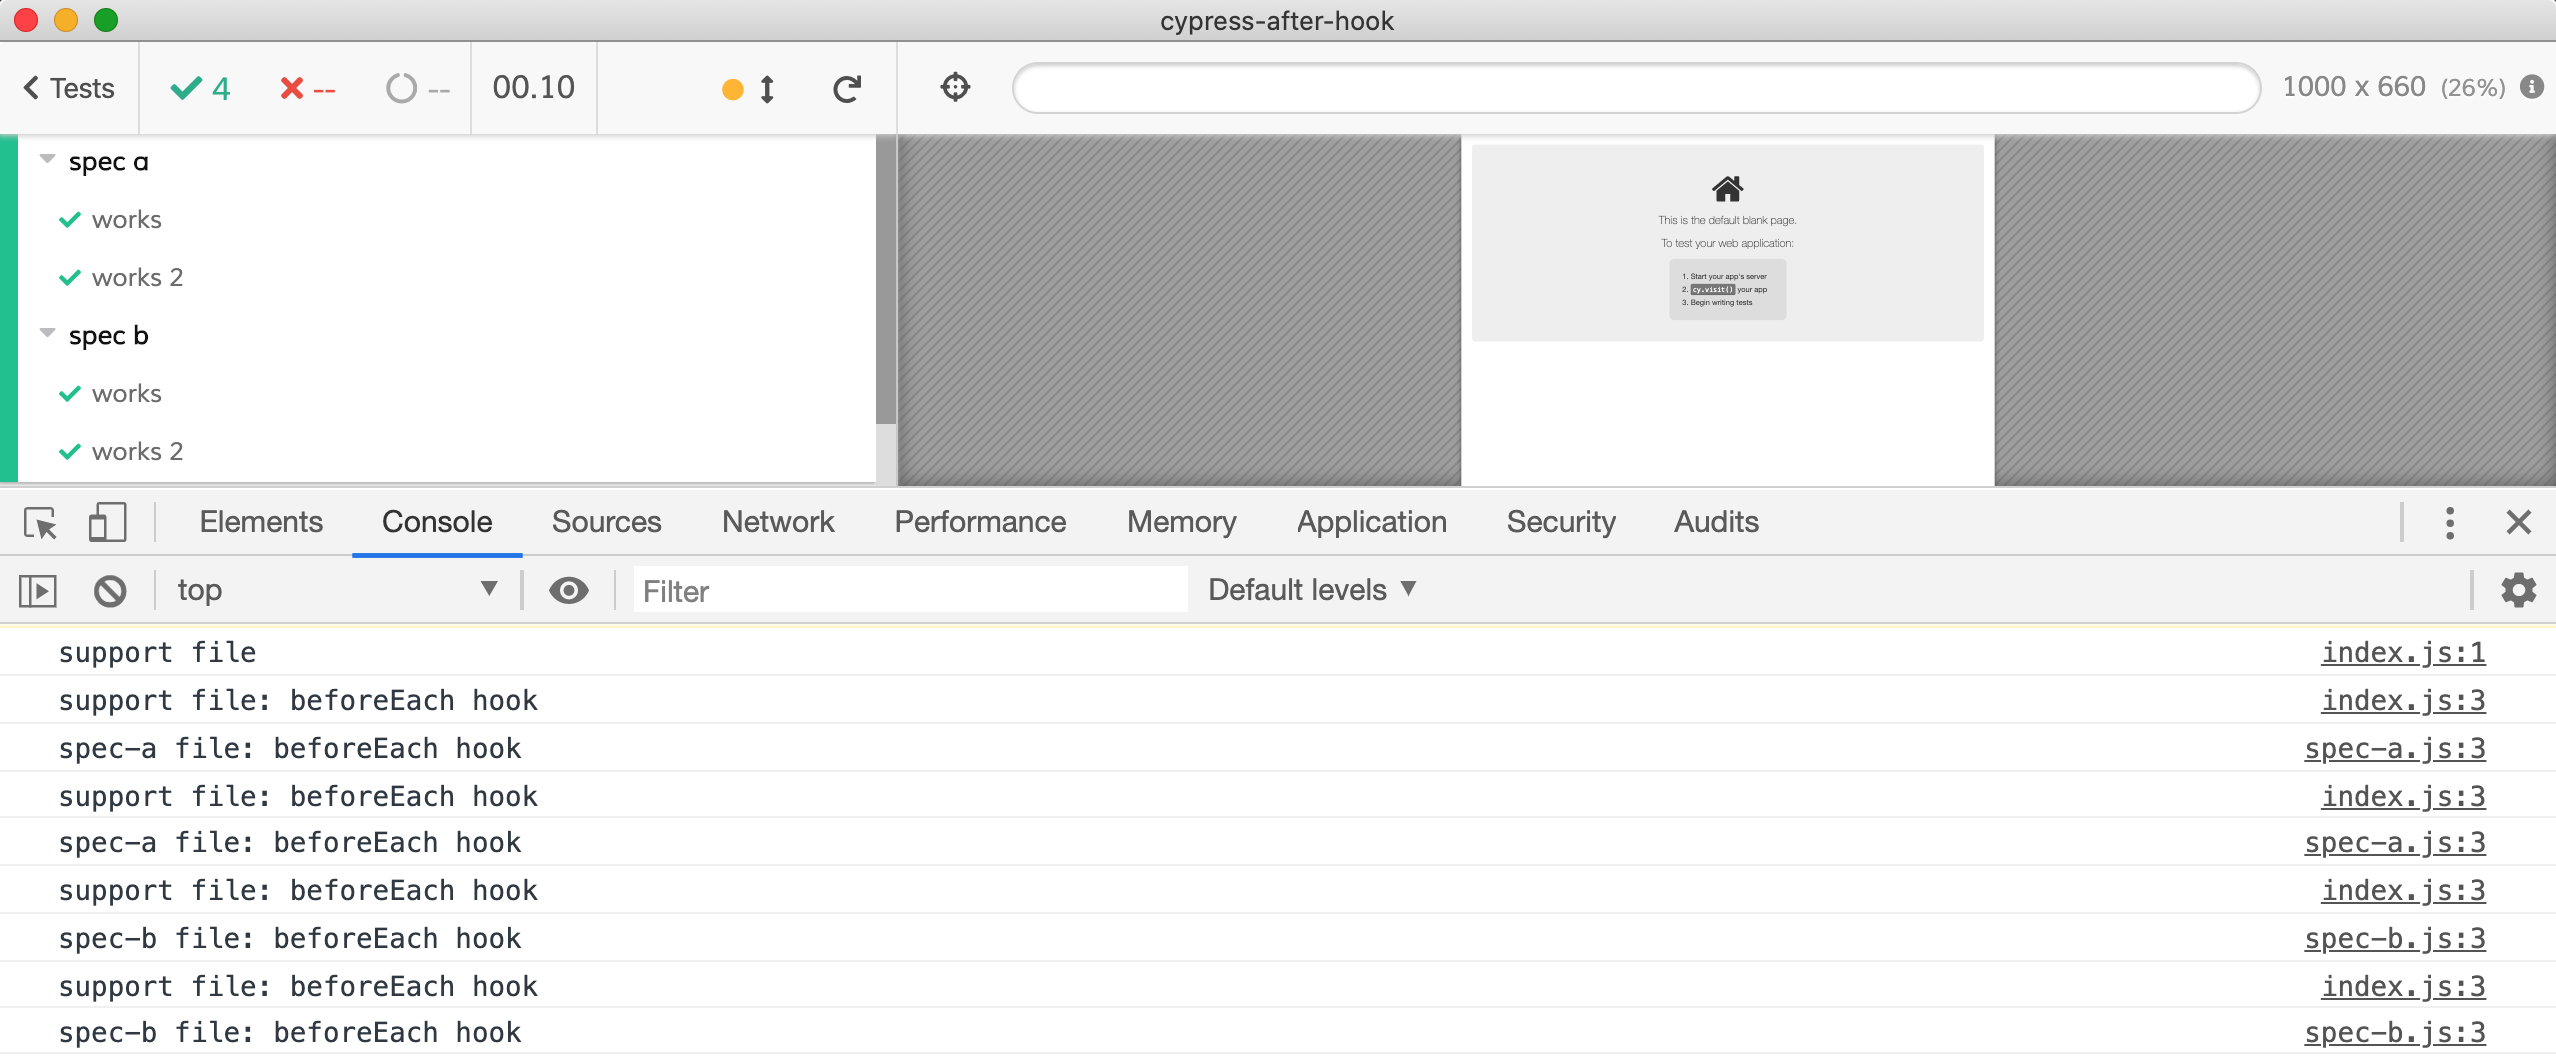 cypress-after-hook
Tests 4 -- -- 00.10 1000 x 660 (26%)
spec a
works
works 2
spec b
works
works 2
This is the default blank page.
To test your web application:
1. Start your app's server
2. cy.visit() your app
3. Begin writing tests
Elements Console Sources Network Performance Memory Application Security Audits
top Filter Default levels
support file index.js:1
support file: beforeEach hook index.js:3
spec-a file: beforeEach hook spec-a.js:3
support file: beforeEach hook index.js:3
spec-a file: beforeEach hook spec-a.js:3
support file: beforeEach hook index.js:3
spec-b file: beforeEach hook spec-b.js:3
support file: beforeEach hook index.js:3
spec-b file: beforeEach hook spec-b.js:3